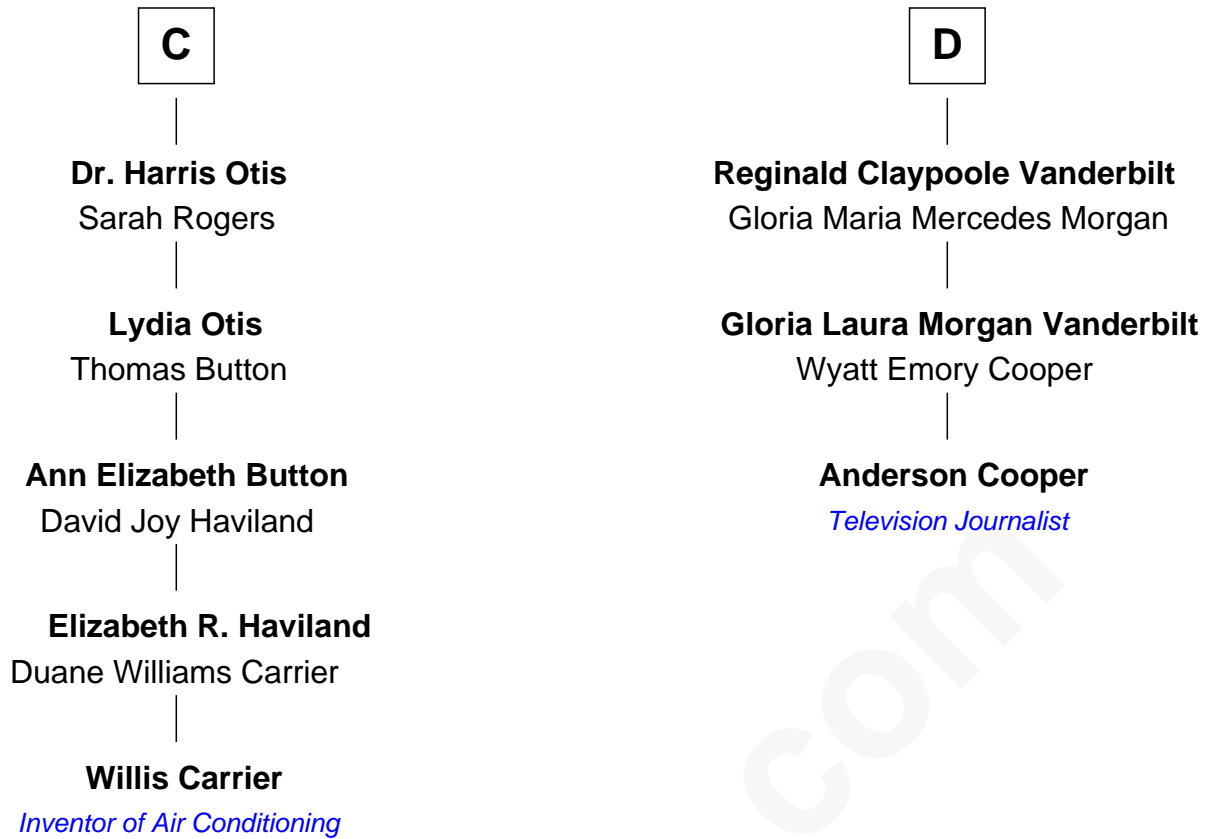 C
Dr. Harris Otis
Sarah Rogers
Lydia Otis
Thomas Button
Ann Elizabeth Button
David Joy Haviland
Elizabeth R. Haviland
Duane Williams Carrier
Willis Carrier
Inventor of Air Conditioning
D
Reginald Claypoole Vanderbilt
Gloria Maria Mercedes Morgan
Gloria Laura Morgan Vanderbilt
Wyatt Emory Cooper
Anderson Cooper
Television Journalist
com